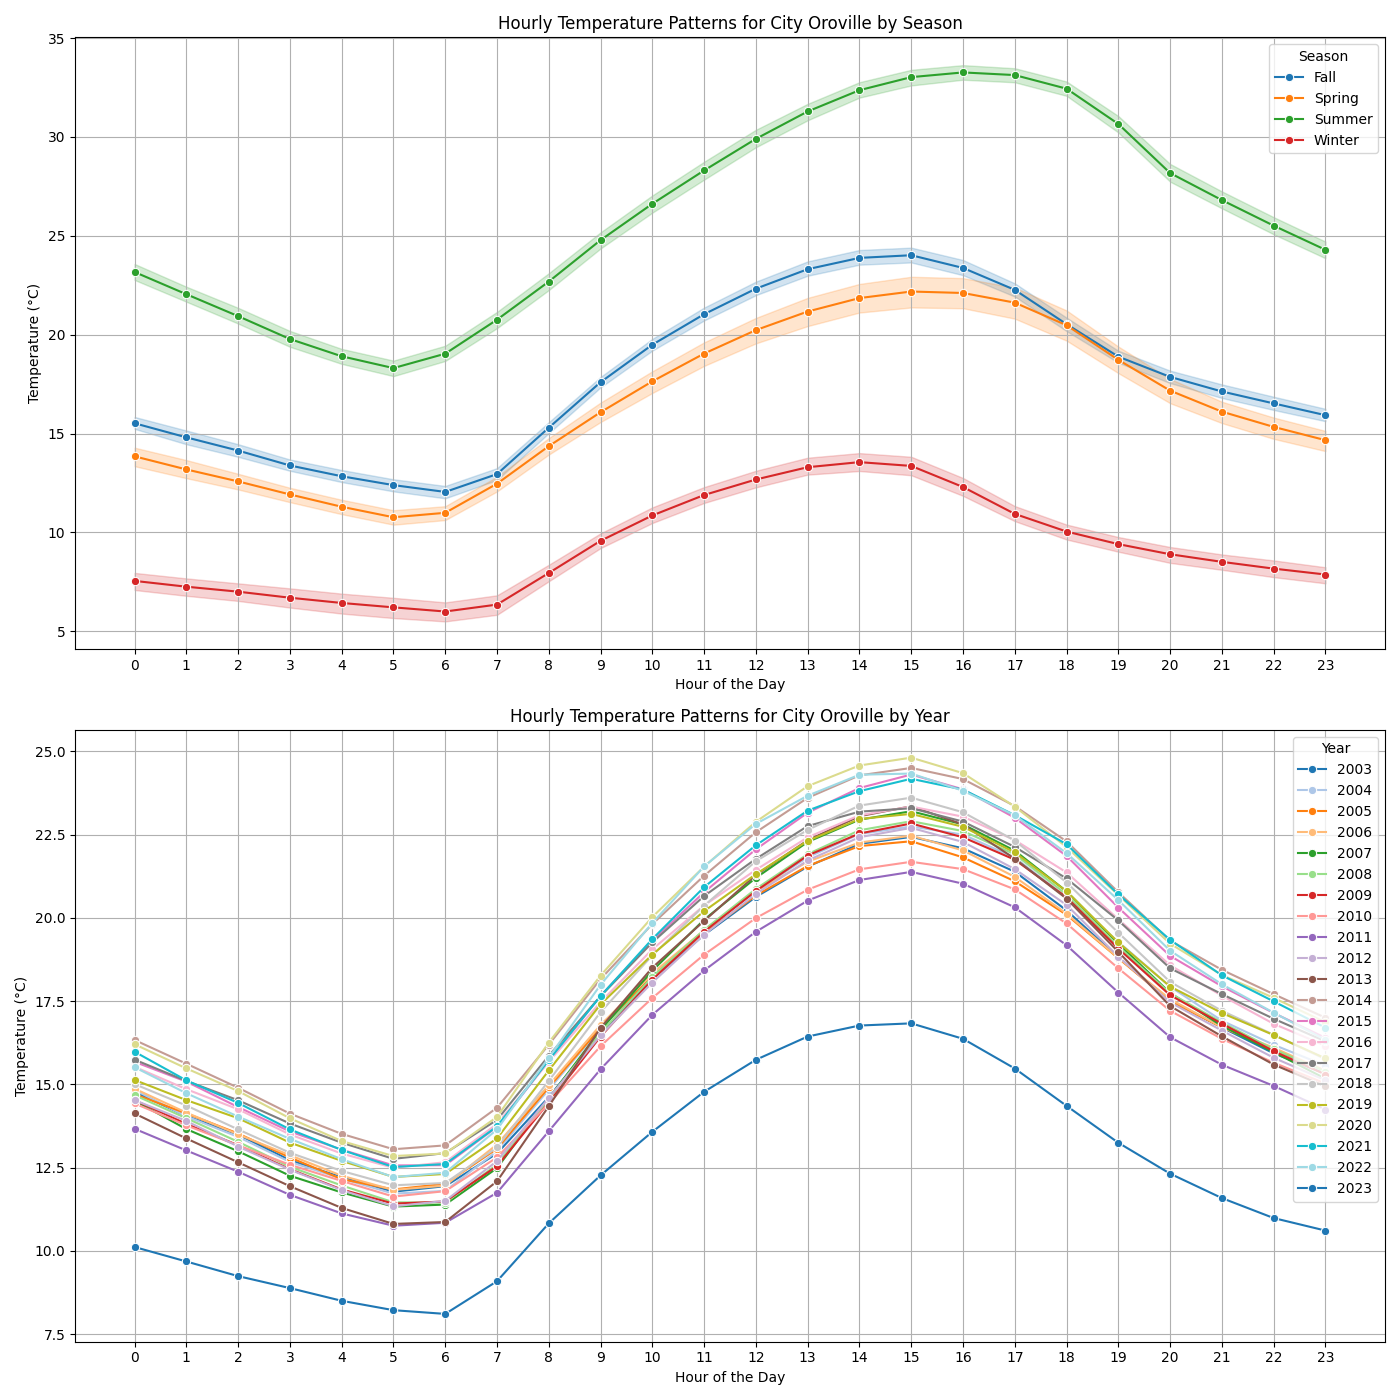 Hourly Temperature Patterns for City Oroville by Season
35
30
25
20
15
10
5
Temperature (°C)
Season
Fall
Spring
Summer
Winter
0 1 2 3 4 5 6 7 8 9 10 11 12 13 14 15 16 17 18 19 20 21 22 23
Hour of the Day
Hourly Temperature Patterns for City Oroville by Year
25.0
22.5
20.0
17.5
15.0
12.5
10.0
7.5
Temperature (°C)
Year
2003
2004
2005
2006
2007
2008
2009
2010
2011
2012
2013
2014
2015
2016
2017
2018
2019
2020
2021
2022
2023
0 1 2 3 4 5 6 7 8 9 10 11 12 13 14 15 16 17 18 19 20 21 22 23
Hour of the Day